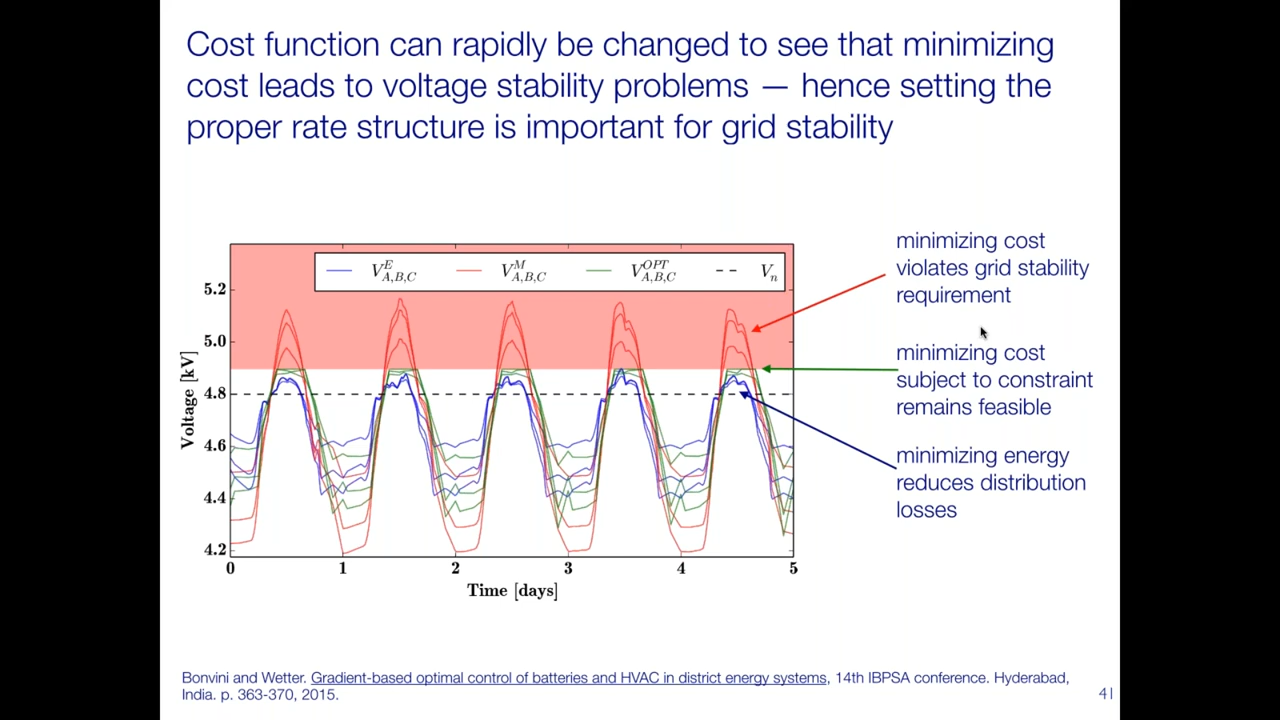 Cost function can rapidly be changed to see that minimizing
cost leads to voltage stability problems — hence setting the
proper rate structure is important for grid stability
V^E_{A,B,C} V^M_{A,B,C} V^{OPT}_{A,B,C} V_n
minimizing cost
violates grid stability
requirement
minimizing cost
subject to constraint
remains feasible
minimizing energy
reduces distribution
losses
Voltage [kV]
5.2
5.0
4.8
4.6
4.4
4.2
0 1 2 3 4 5
Time [days]
Bonvini and Wetter. Gradient-based optimal control of batteries and HVAC in district energy systems, 14th IBPSA conference. Hyderabad,
India. p. 363-370, 2015.
41